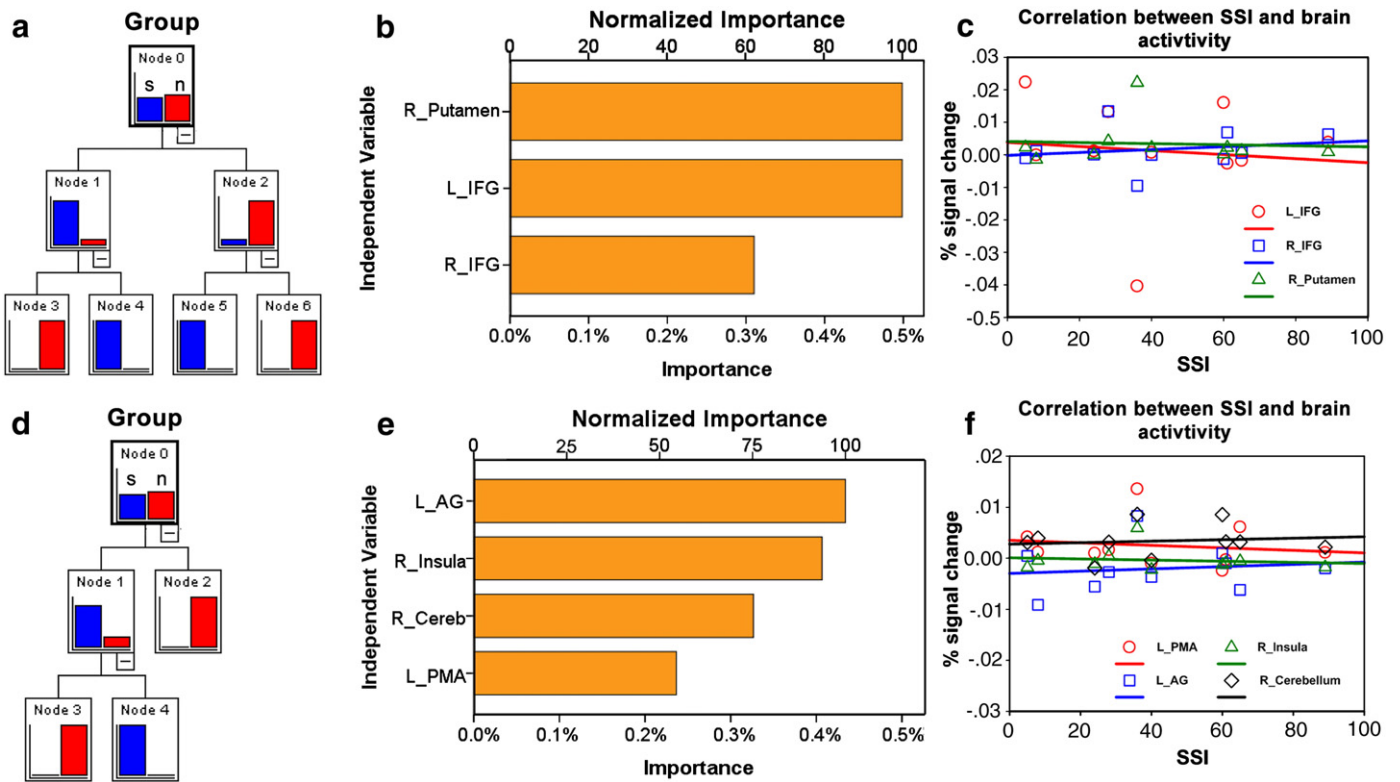 a
Group
Node 0
s n
Node 1
Node 2
Node 3
Node 4
Node 5
Node 6
b
Normalized Importance
0 20 40 60 80 100
Independent Variable
R_Putamen
L_IFG
R_IFG
0.0% 0.1% 0.2% 0.3% 0.4% 0.5%
Importance
c
Correlation between SSI and brain
activtivity
% signal change
.03
.02
.01
0.00
-.01
-.02
-.03
-.04
-0.5
L_IFG
R_IFG
R_Putamen
0 20 40 60 80 100
SSI
d
Group
Node 0
s n
Node 1
Node 2
Node 3
Node 4
e
Normalized Importance
0 25 50 75 100
Independent Variable
L_AG
R_Insula
R_Cereb
L_PMA
0.0% 0.1% 0.2% 0.3% 0.4% 0.5%
Importance
f
Correlation between SSI and brain
activtivity
% signal change
.02
.01
0.00
-.01
-.02
-.03
L_PMA R_Insula
L_AG R_Cerebellum
0 20 40 60 80 100
SSI